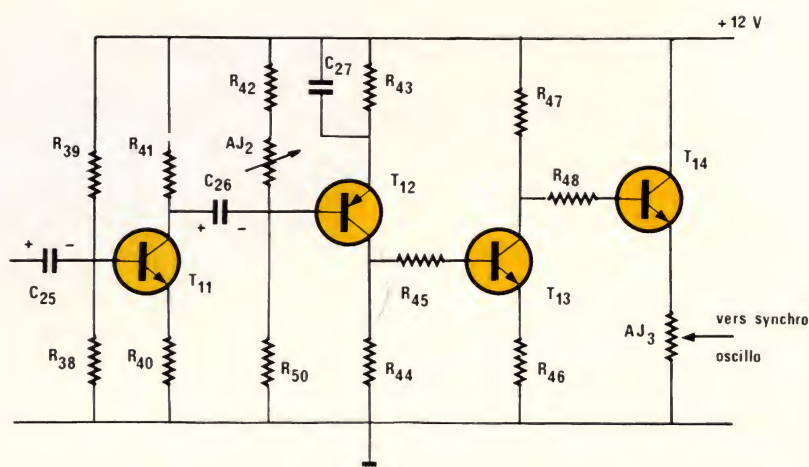 + 12 V
R42
C27
R43
R47
R39
R41
AJ2
C26
T12
R48
T14
+ -
+ -
C25
T11
R45
T13
AJ3
vers synchro
oscillo
R38
R40
R50
R44
R46